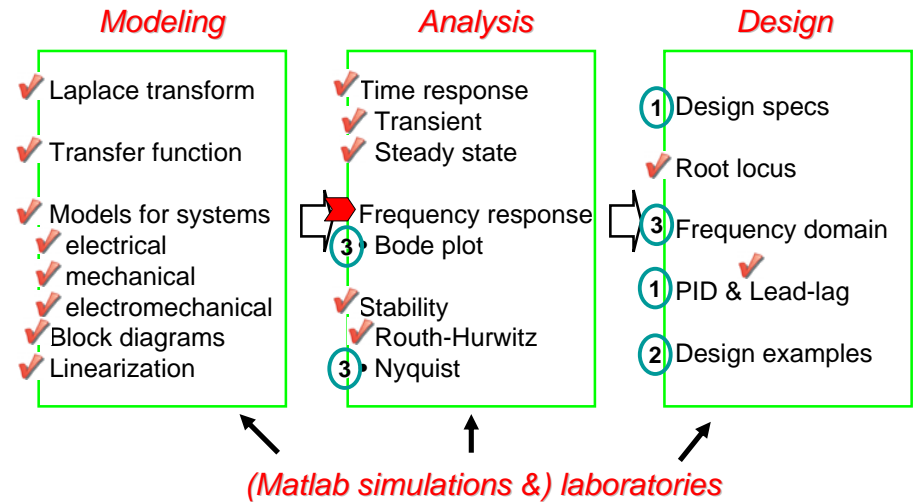 Modeling
Laplace transform
Transfer function
Models for systems
electrical
mechanical
electromechanical
Block diagrams
Linearization
Analysis
Time response
Transient
Steady state
Frequency response
3 • Bode plot
Stability
Routh-Hurwitz
3 • Nyquist
Design
1 Design specs
Root locus
3 Frequency domain
1 PID & Lead-lag
2 Design examples
(Matlab simulations &) laboratories